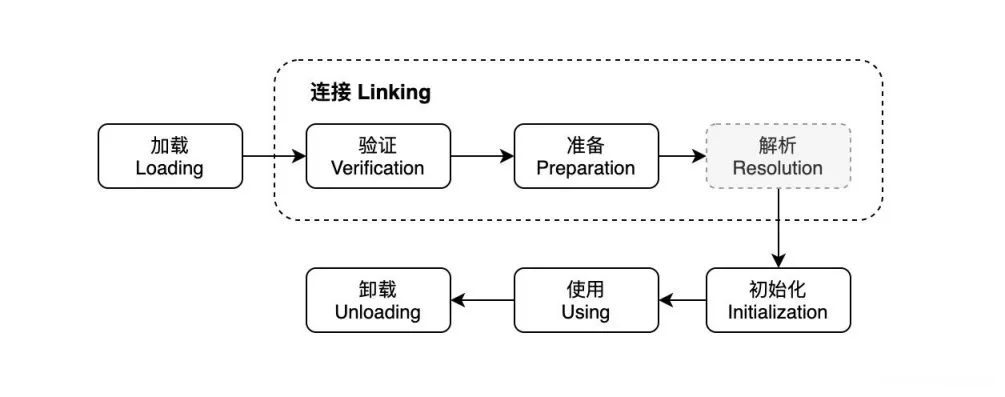 连接 Linking
加载
Loading
验证
Verification
准备
Preparation
解析
Resolution
初始化
Initialization
使用
Using
卸载
Unloading